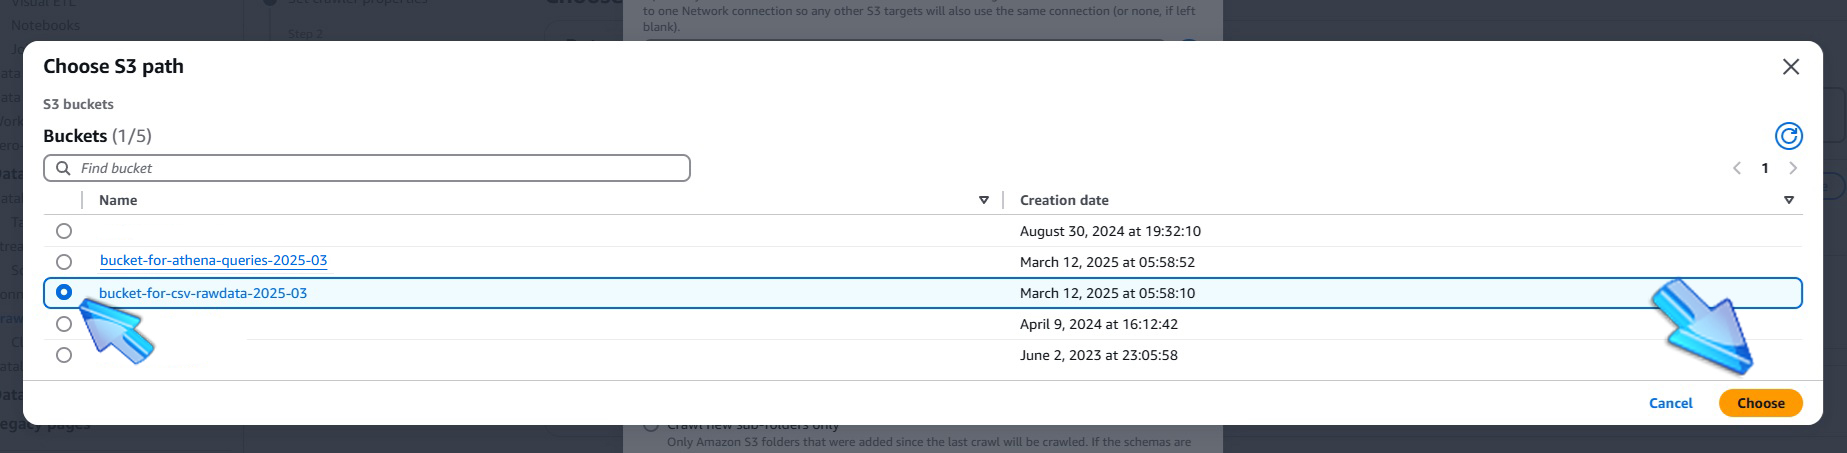 Visual ETL
Set crawler properties
Notebooks
Step 2
to one Network connection so any other S3 targets will also use the same connection (or none, if left
blank).
Choose S3 path
S3 buckets
Buckets (1/5)
Find bucket
1
Name
Creation date
August 30, 2024 at 19:32:10
bucket-for-athena-queries-2025-03
March 12, 2025 at 05:58:52
bucket-for-csv-rawdata-2025-03
March 12, 2025 at 05:58:10
April 9, 2024 at 16:12:42
June 2, 2023 at 23:05:58
Cancel
Choose
Crawl new sub-folders only
Only Amazon S3 folders that were added since the last crawl will be crawled. If the schemas are